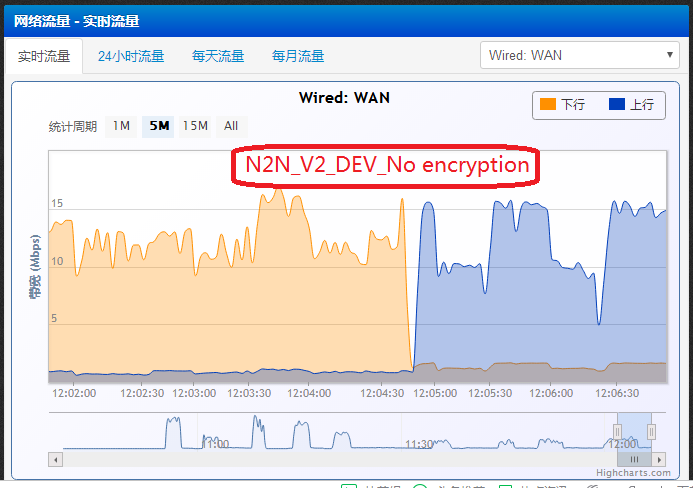 网络流量 - 实时流量
实时流量 24小时流量 每天流量 每月流量 Wired: WAN
Wired: WAN
下行 上行
统计周期 1M 5M 15M All
N2N_V2_DEV_No encryption
15
10
5
(Mbps)
12:02:00 12:02:30 12:03:00 12:03:30 12:04:00 12:04:30 12:05:00 12:05:30 12:06:00 12:06:30
11:30 12:00
Highcharts.com